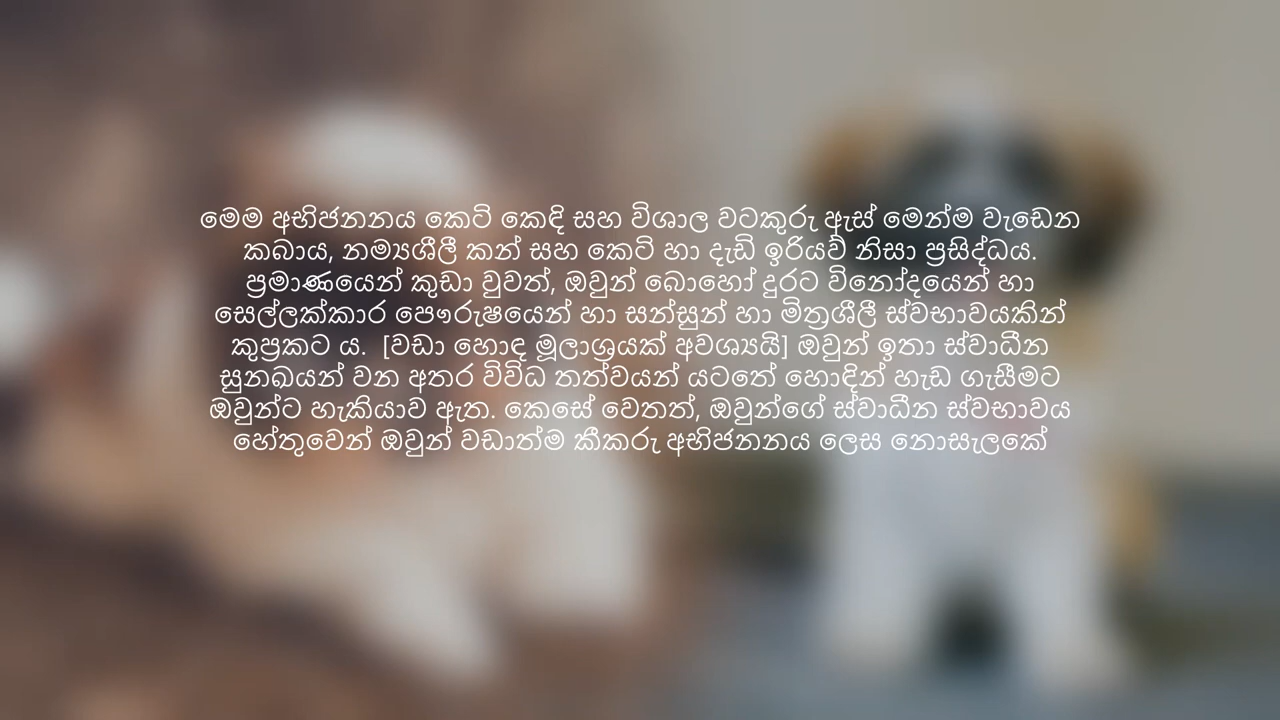 මෙම අභිජනනය කෙටි කෙඳි සහ විශාල වටකුරු ඇස් මෙන්ම වැඩෙන
කබාය, නම්‍යශීලී කන් සහ කෙටි හා දැඩි ඉරියව් නිසා ප්‍රසිද්ධය.
ප්‍රමාණයෙන් කුඩා වුවත්, ඔවුන් බොහෝ දුරට විනෝදයෙන් හා
සෙල්ලක්කාර පෞරුෂයෙන් හා සන්සුන් හා මිත්‍රශීලී ස්වභාවයකින්
කුප්‍රකට ය.  [වඩා හොඳ මූලාශ්‍රයක් අවශ්‍යයි] ඔවුන් ඉතා ස්වාධීන
සුනඛයන් වන අතර විවිධ තත්වයන් යටතේ හොඳින් හැඩ ගැසීමට
ඔවුන්ට හැකියාව ඇත. කෙසේ වෙතත්, ඔවුන්ගේ ස්වාධීන ස්වභාවය
හේතුවෙන් ඔවුන් වඩාත්ම කීකරු අභිජනනය ලෙස නොසැලකේ